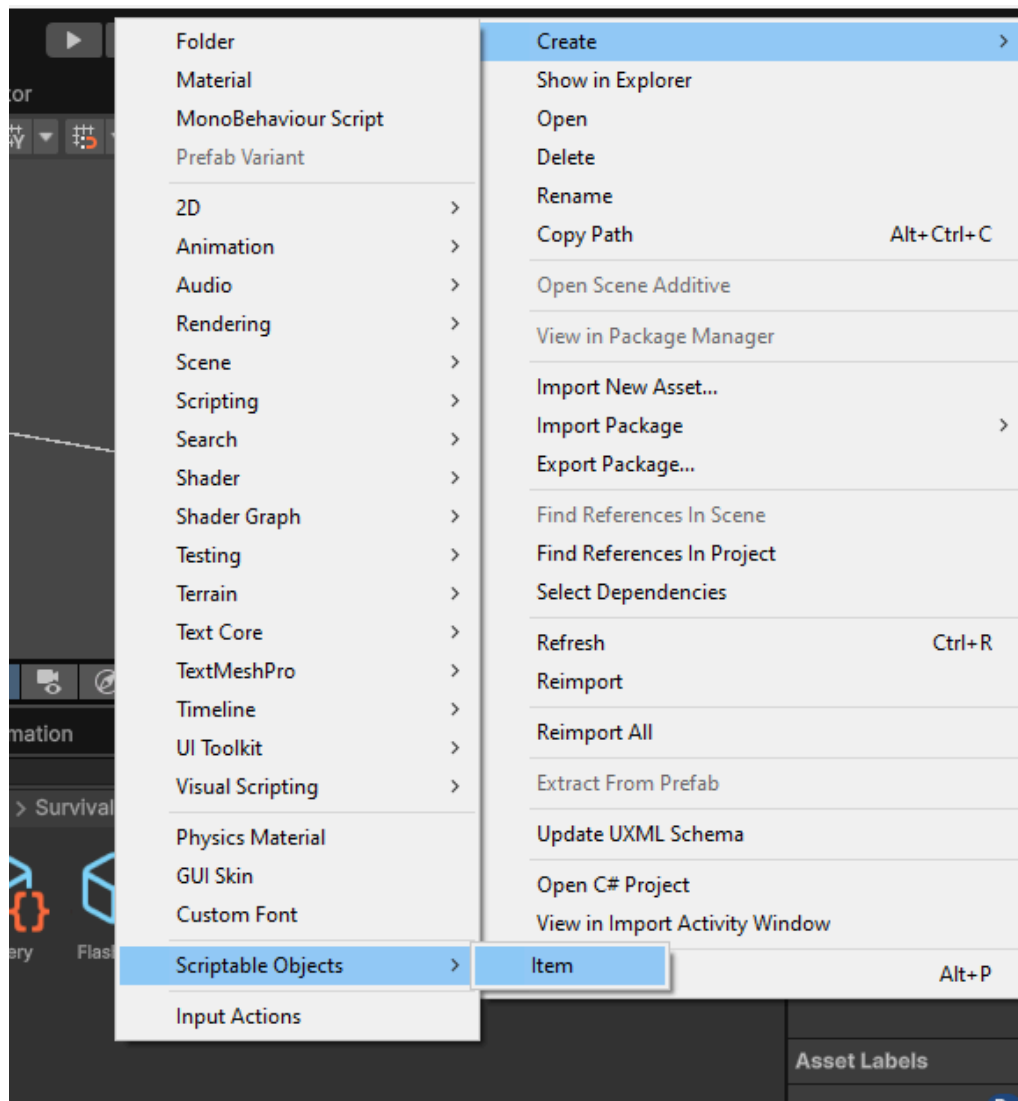 Folder
Material
MonoBehaviour Script
Prefab Variant
2D
Animation
Audio
Rendering
Scene
Scripting
Search
Shader
Shader Graph
Testing
Terrain
Text Core
TextMeshPro
Timeline
UI Toolkit
Visual Scripting
Physics Material
GUI Skin
Custom Font
Scriptable Objects
Input Actions
Create
Show in Explorer
Open
Delete
Rename
Copy Path Alt+Ctrl+C
Open Scene Additive
View in Package Manager
Import New Asset...
Import Package
Export Package...
Find References In Scene
Find References In Project
Select Dependencies
Refresh Ctrl+R
Reimport
Reimport All
Extract From Prefab
Update UXML Schema
Open C# Project
View in Import Activity Window
Alt+P
Item
tor
mation
> Survival
ery
Flas
Asset Labels